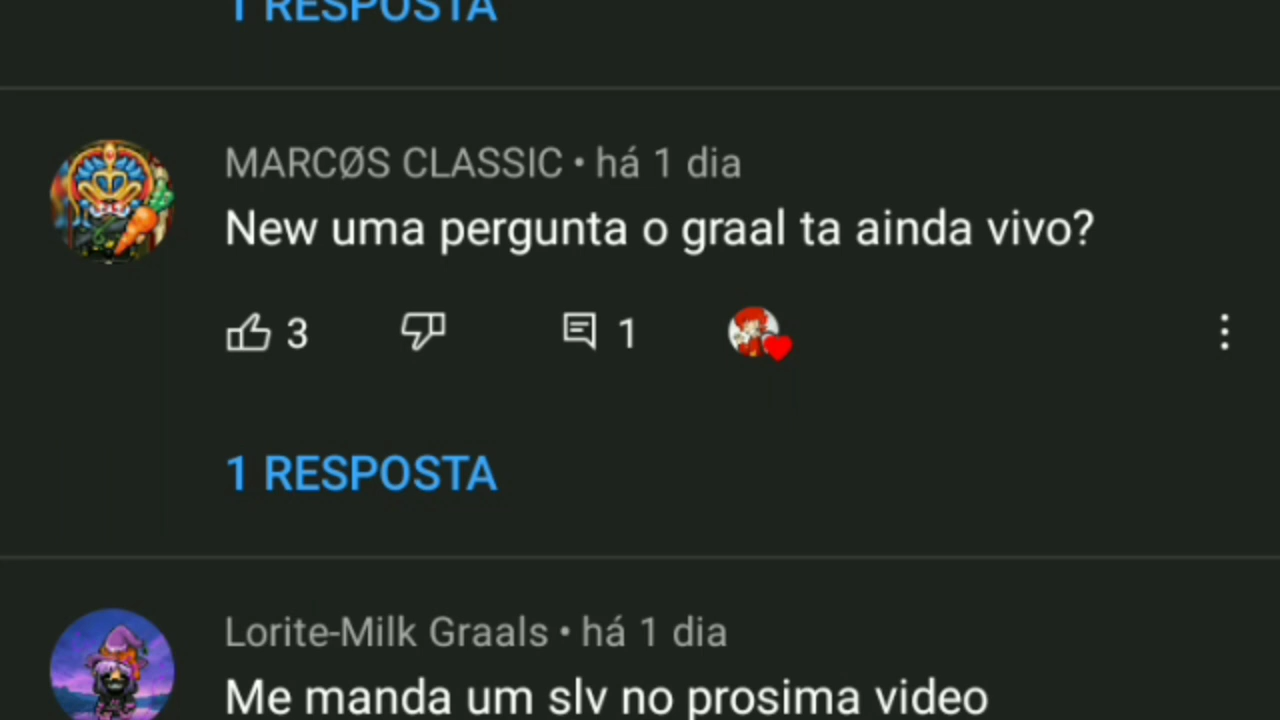 1 RESPOSTA
MARCØS CLASSIC • há 1 dia
New uma pergunta o graal ta ainda vivo?
3 1
1 RESPOSTA
Lorite-Milk Graals • há 1 dia
Me manda um slv no prosima video